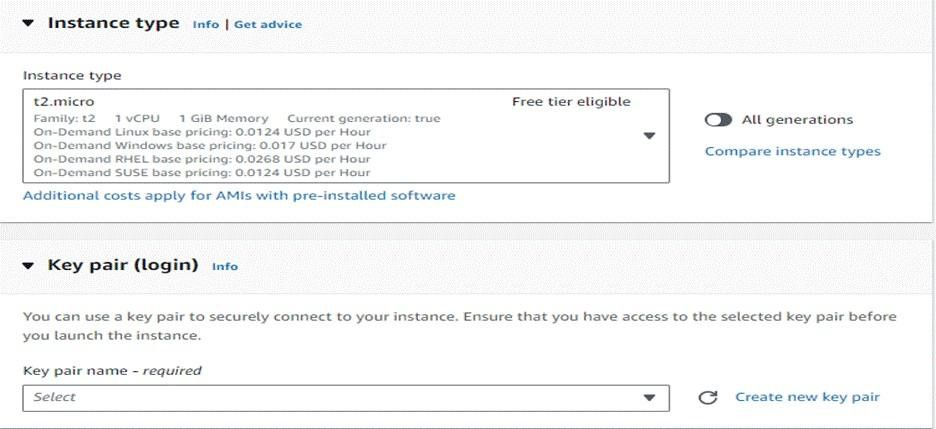 Instance type Info | Get advice
Instance type
t2.micro Free tier eligible
Family: t2 1 vCPU 1 GiB Memory Current generation: true
On-Demand Linux base pricing: 0.0124 USD per Hour
On-Demand Windows base pricing: 0.017 USD per Hour
On-Demand RHEL base pricing: 0.0268 USD per Hour
On-Demand SUSE base pricing: 0.0124 USD per Hour
All generations
Compare instance types
Additional costs apply for AMIs with pre-installed software
Key pair (login) Info
You can use a key pair to securely connect to your instance. Ensure that you have access to the selected key pair before
you launch the instance.
Key pair name - required
Select
Create new key pair